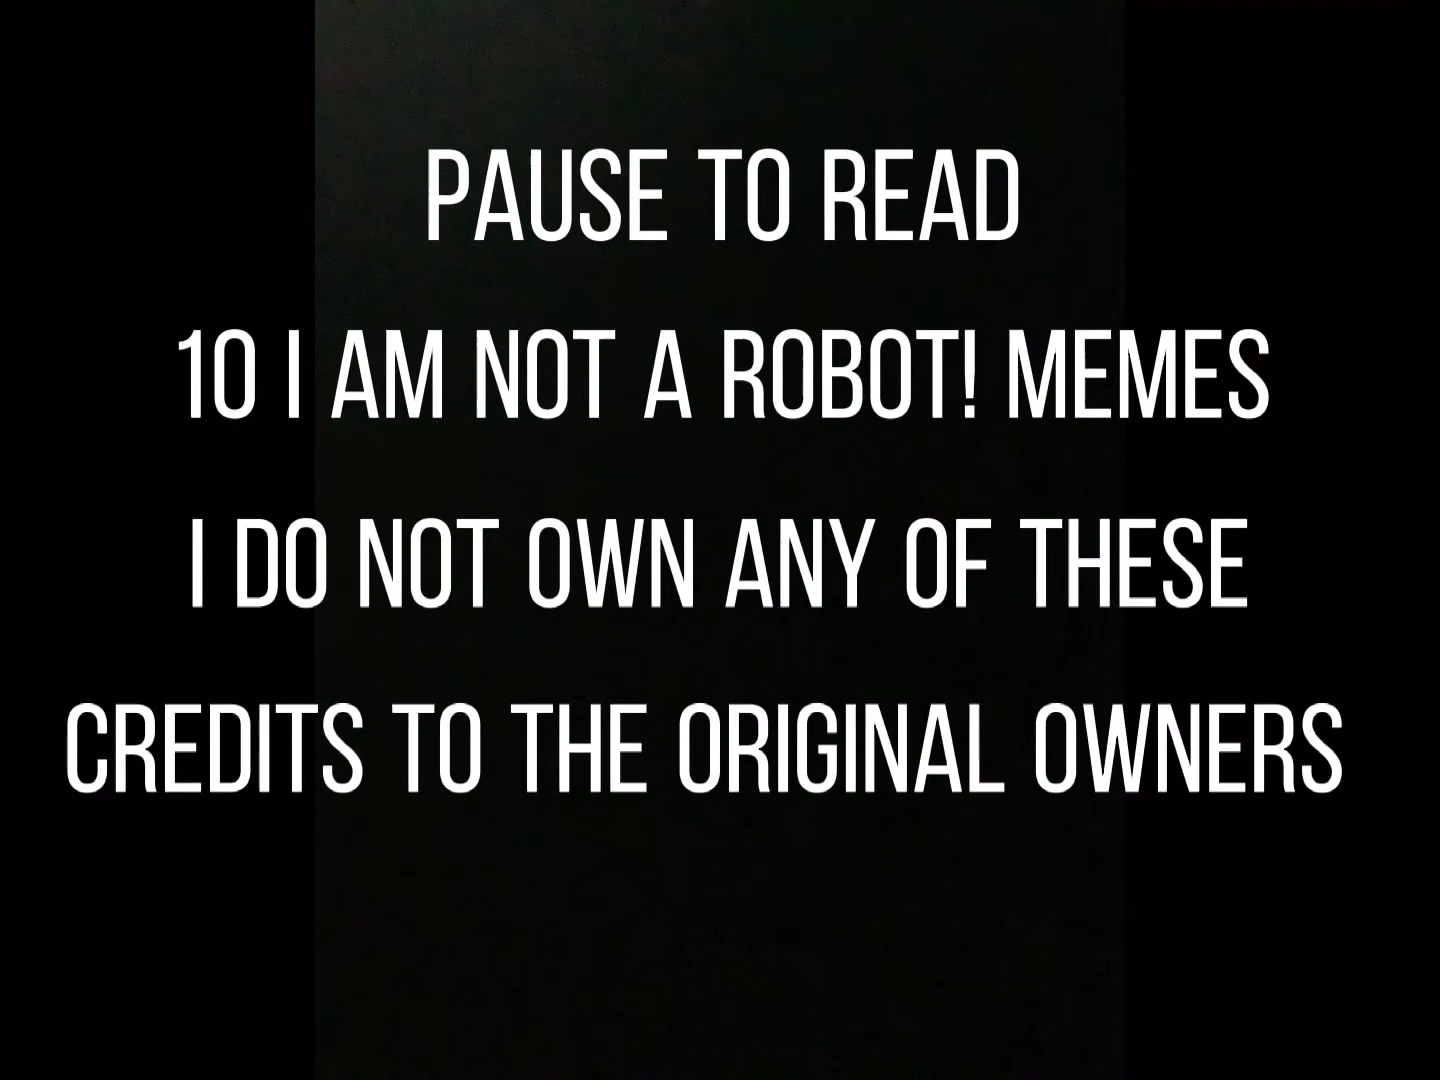 PAUSE TO READ
10 I AM NOT A ROBOT! MEMES
I DO NOT OWN ANY OF THESE
CREDITS TO THE ORIGINAL OWNERS